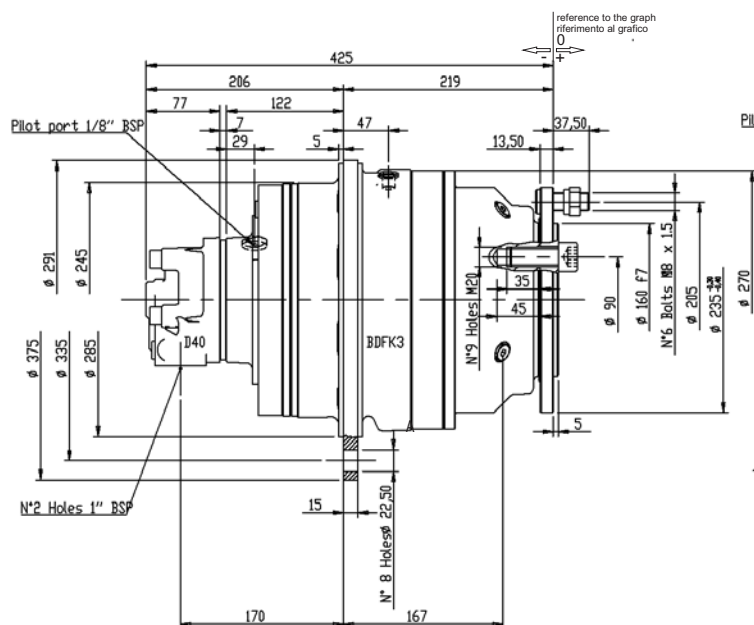 reference to the graph
riferimento al grafico
0
- +
425
206
219
77
122
7
29
5
47
37,50
13,50
Pilot port 1/8" BSP
Pil
ø 291
ø 245
ø 375
ø 335
ø 285
D40
BDFK3
N°9 Holes M20
35
45
ø 90
ø 160 f7
ø 205
N°6 Bolts M8 x 1.5
ø 235
ø 270
5
N°2 Holes 1" BSP
15
N° 8 Holesø 22,50
170
167